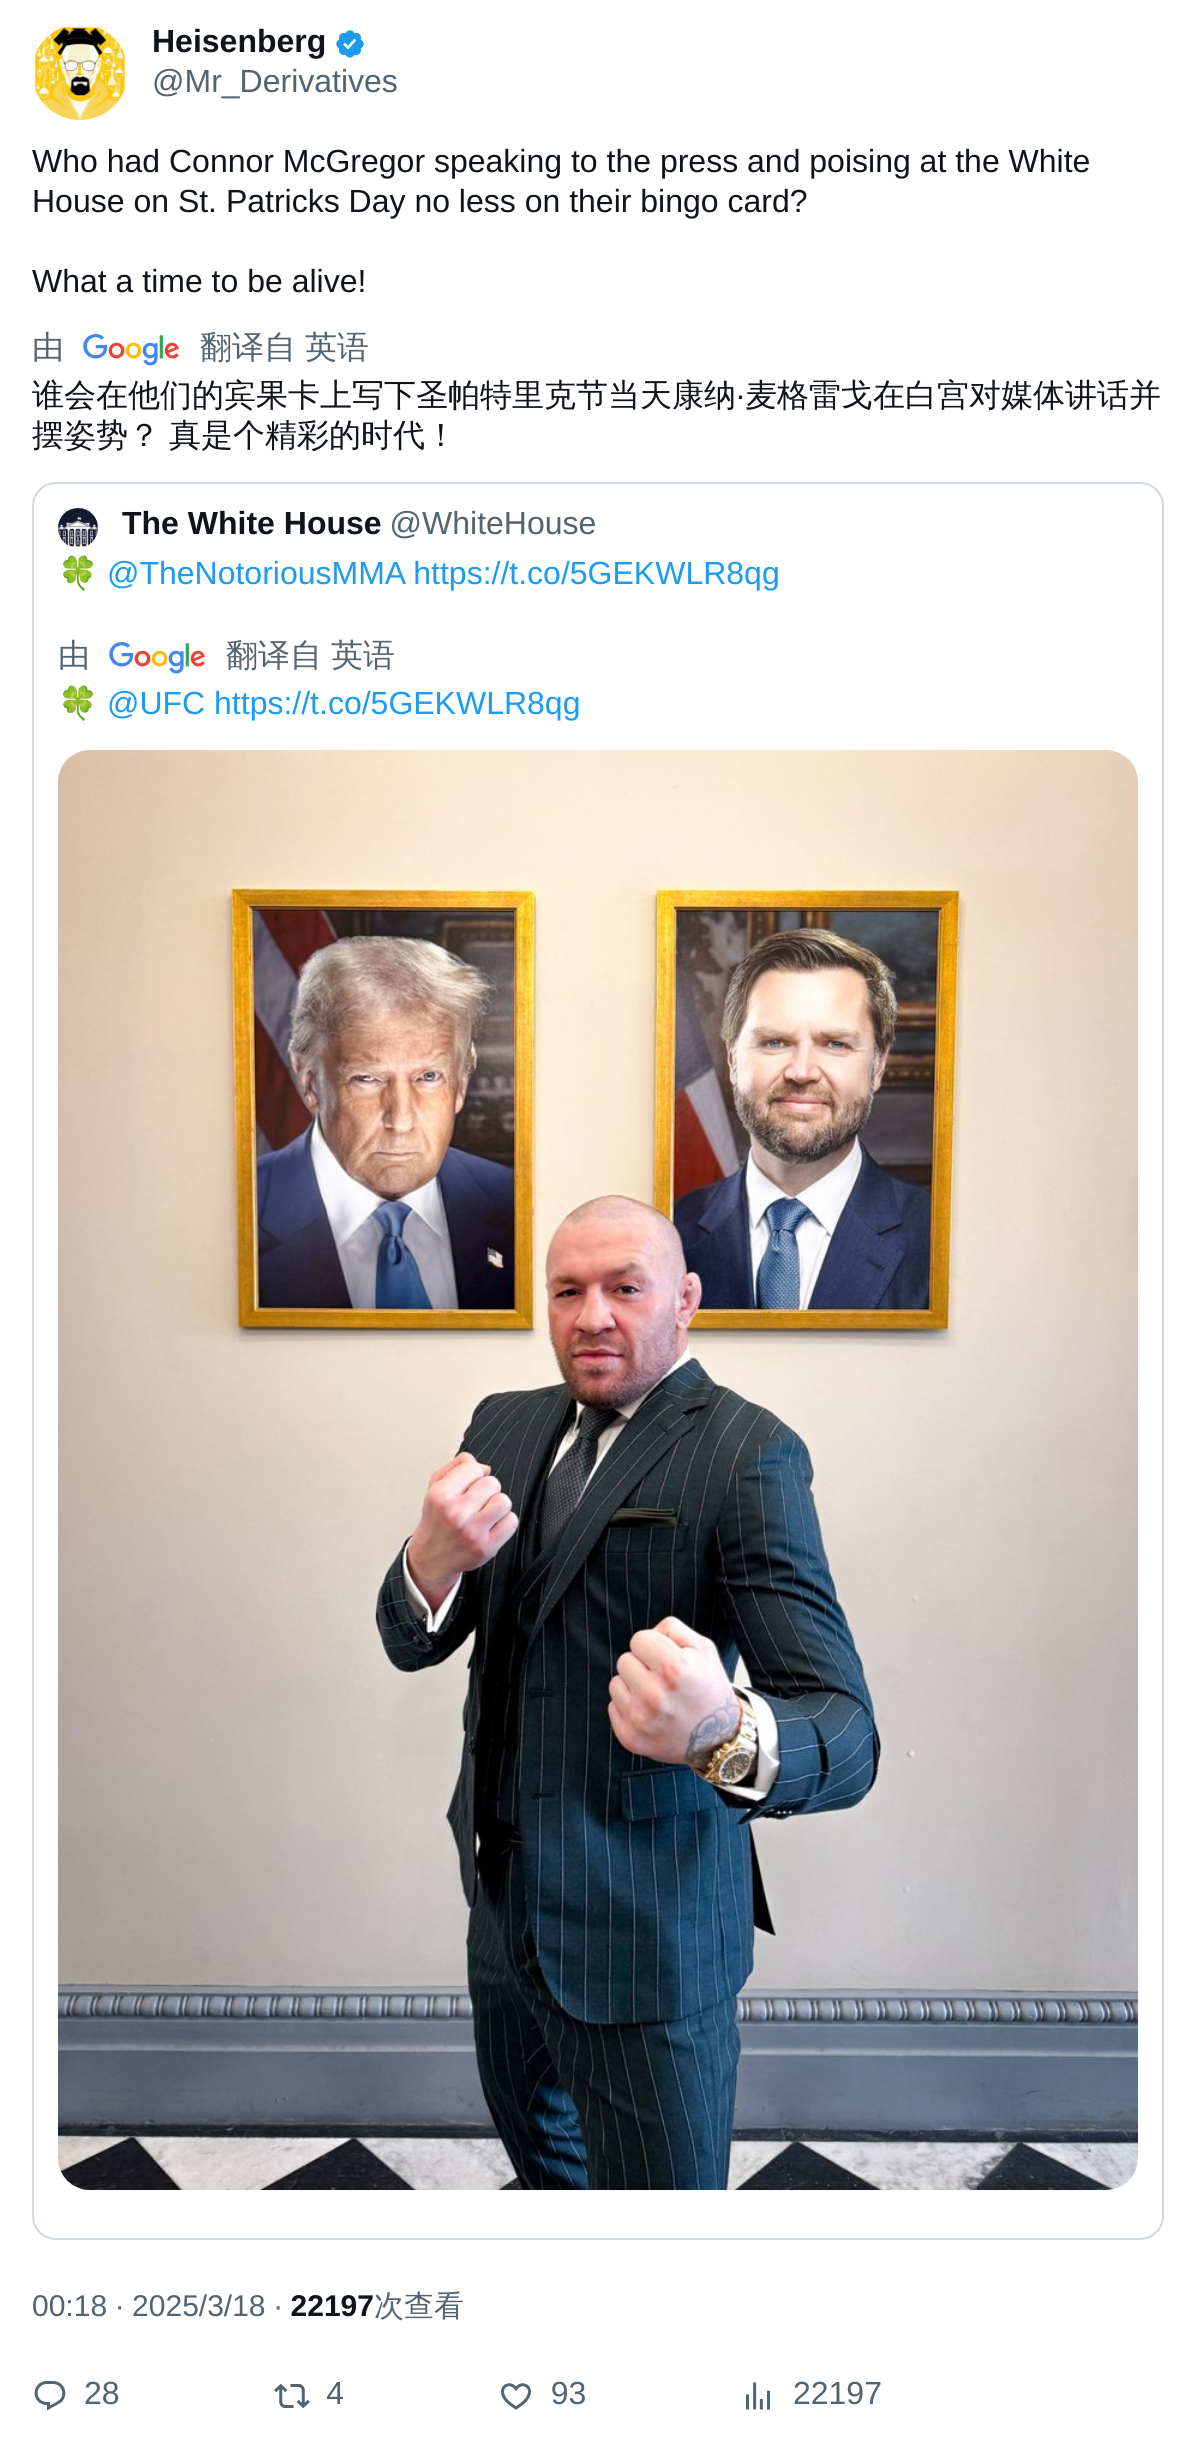 Heisenberg
@Mr_Derivatives
Who had Connor McGregor speaking to the press and poising at the White
House on St. Patricks Day no less on their bingo card?
What a time to be alive!
由 Google 翻译自 英语
谁会在他们的宾果卡上写下圣帕特里克节当天康纳·麦格雷戈在白宫对媒体讲话并
摆姿势？ 真是个精彩的时代！
The White House @WhiteHouse
🍀 @TheNotoriousMMA https://t.co/5GEKWLR8qg
由 Google 翻译自 英语
🍀 @UFC https://t.co/5GEKWLR8qg
00:18 · 2025/3/18 · 22197次查看
28 4 93 22197